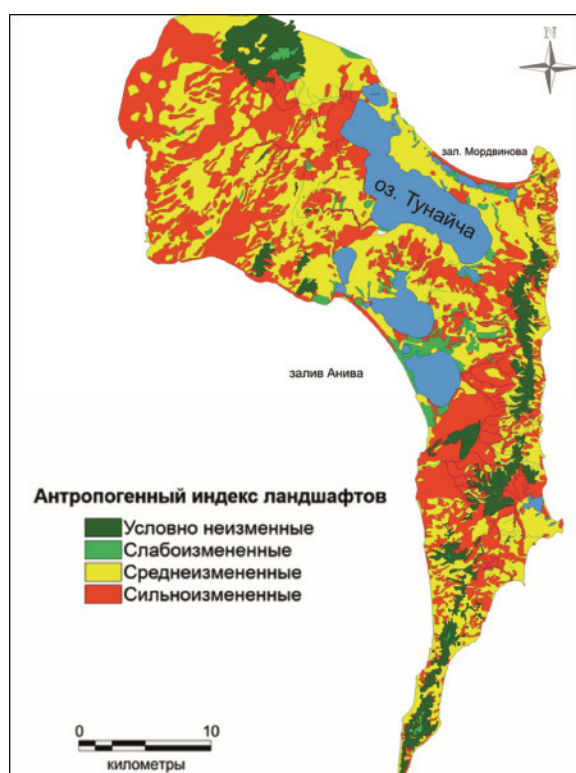 N
зал. Мордвинова
оз. Тунайча
залив Анива
Антропогенный индекс ландшафтов
Условно неизменные
Слабоизмененные
Среднеизмененные
Сильноизмененные
0 10
километры